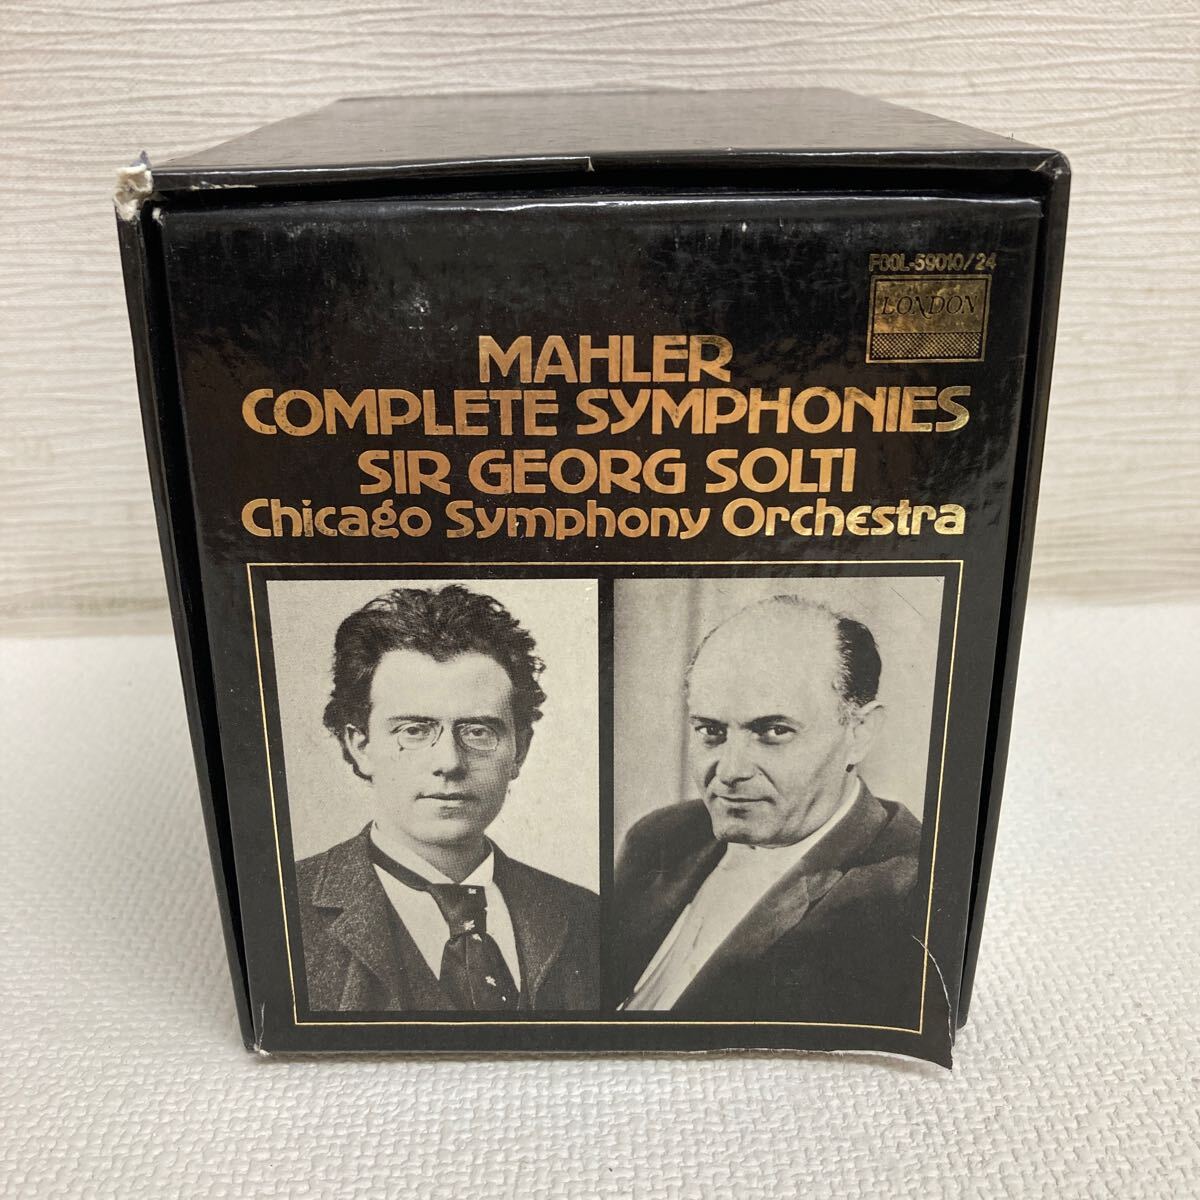 F00L-59010/24
LONDON
MAHLER
COMPLETE SYMPHONIES
SIR GEORG SOLTI
Chicago Symphony Orchestra